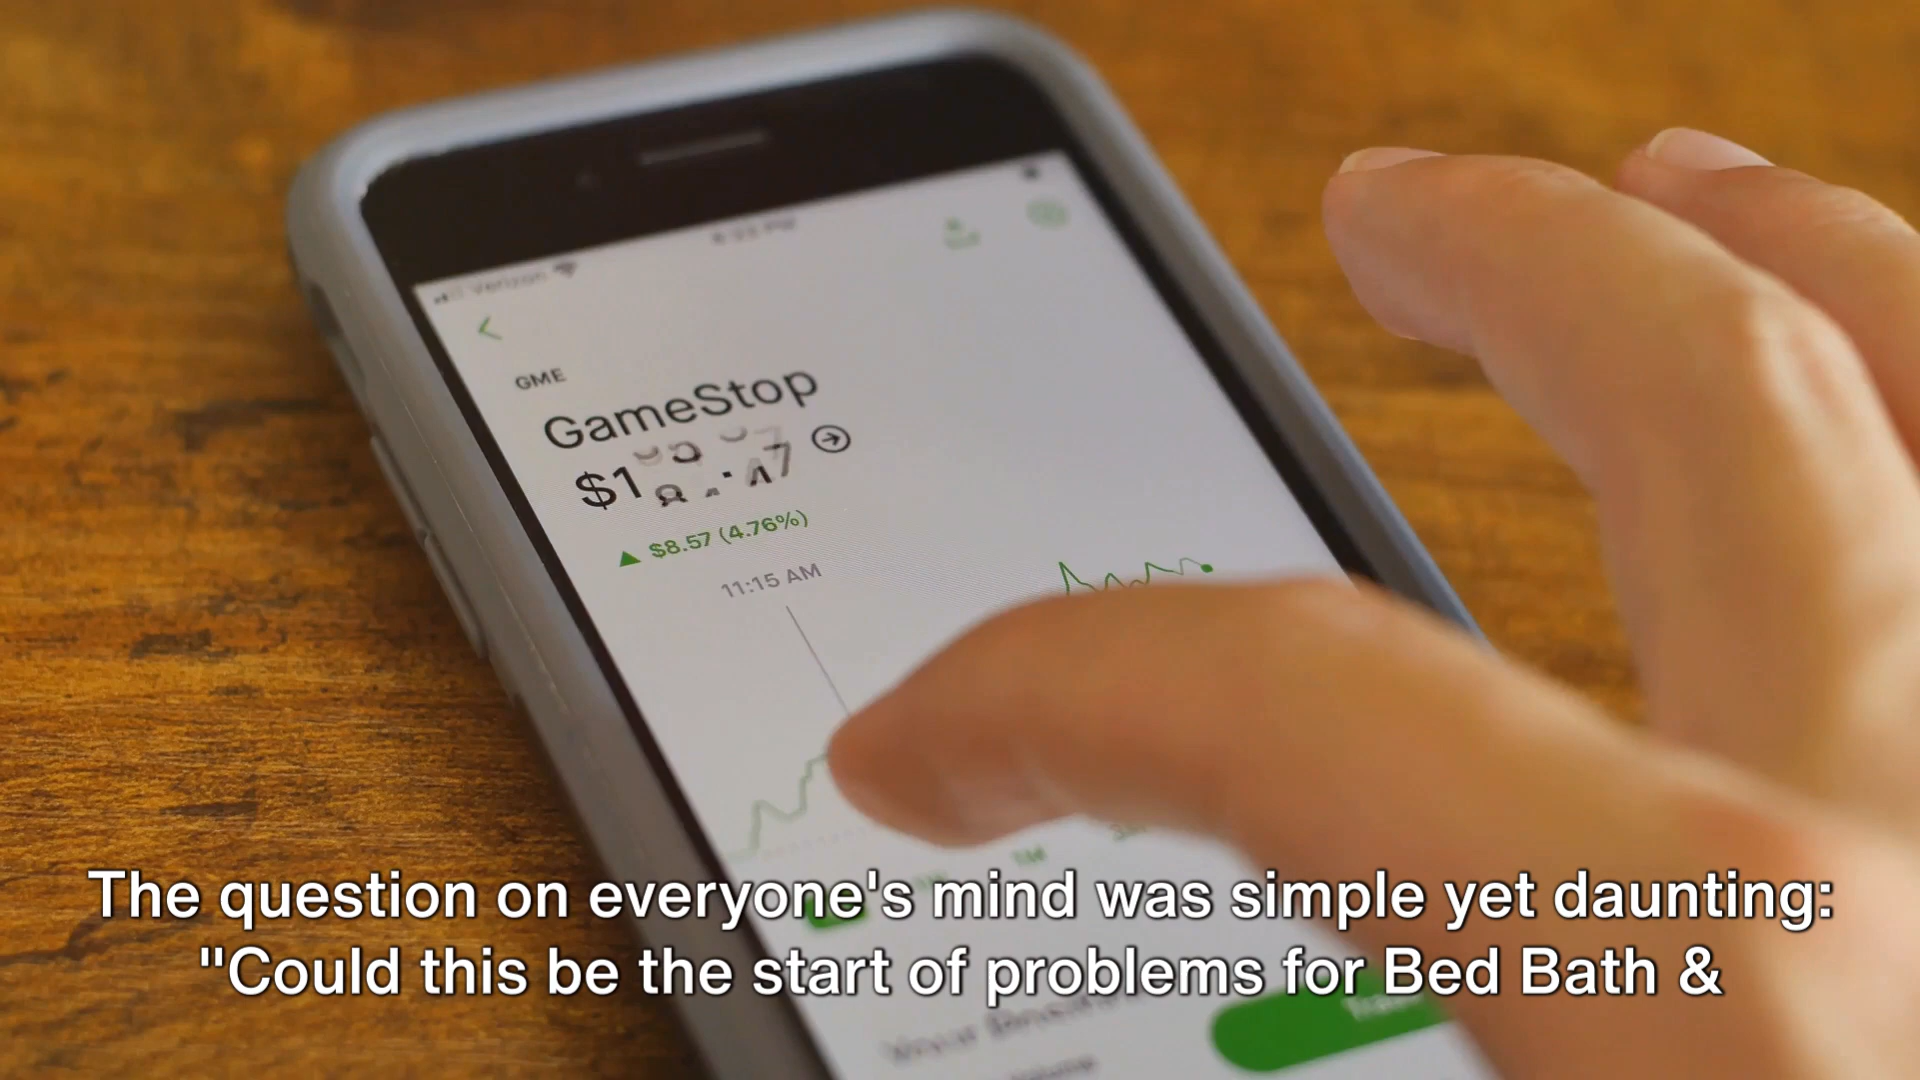 Verizon
GME
GameStop
$8.57 (4.76%)
11:15 AM
The question on everyone's mind was simple yet daunting:
"Could this be the start of problems for Bed Bath &